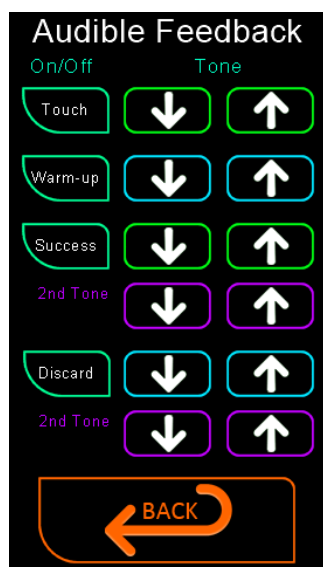 Audible Feedback
On/Off Tone
Touch
Warm-up
Success
2nd Tone
Discard
2nd Tone
BACK